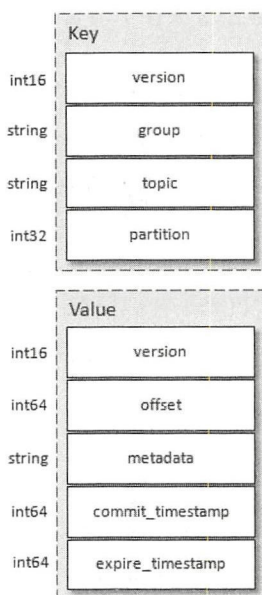 Key
int16 version
string group
string topic
int32 partition
Value
int16 version
int64 offset
string metadata
int64 commit_timestamp
int64 expire_timestamp